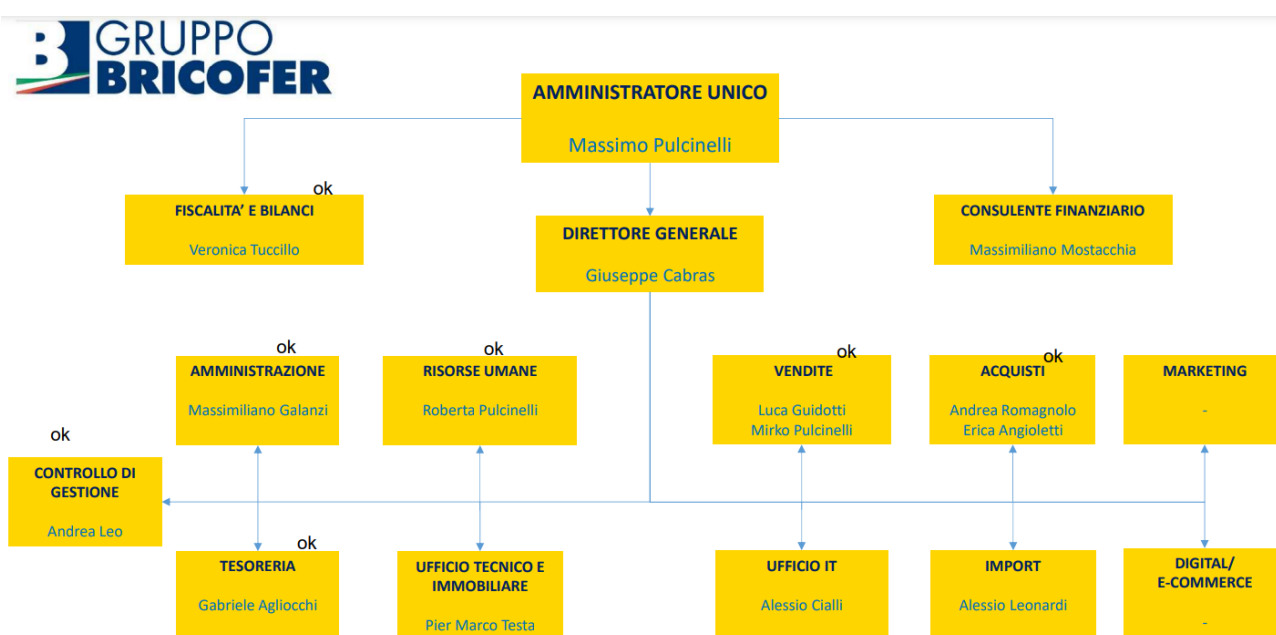 GRUPPO
BRICOFER
AMMINISTRATORE UNICO
Massimo Pulcinelli
ok
FISCALITA’ E BILANCI
Veronica Tuccillo
DIRETTORE GENERALE
Giuseppe Cabras
CONSULENTE FINANZIARIO
Massimiliano Mostacchia
ok
AMMINISTRAZIONE
Massimiliano Galanzi
ok
RISORSE UMANE
Roberta Pulcinelli
ok
VENDITE
Luca Guidotti
Mirko Pulcinelli
ok
ACQUISTI
Andrea Romagnolo
Erica Angioletti
MARKETING
-
ok
CONTROLLO DI
GESTIONE
Andrea Leo
ok
TESORERIA
Gabriele Agliocchi
UFFICIO TECNICO E
IMMOBILIARE
Pier Marco Testa
UFFICIO IT
Alessio Cialli
IMPORT
Alessio Leonardi
DIGITAL/
E-COMMERCE
-